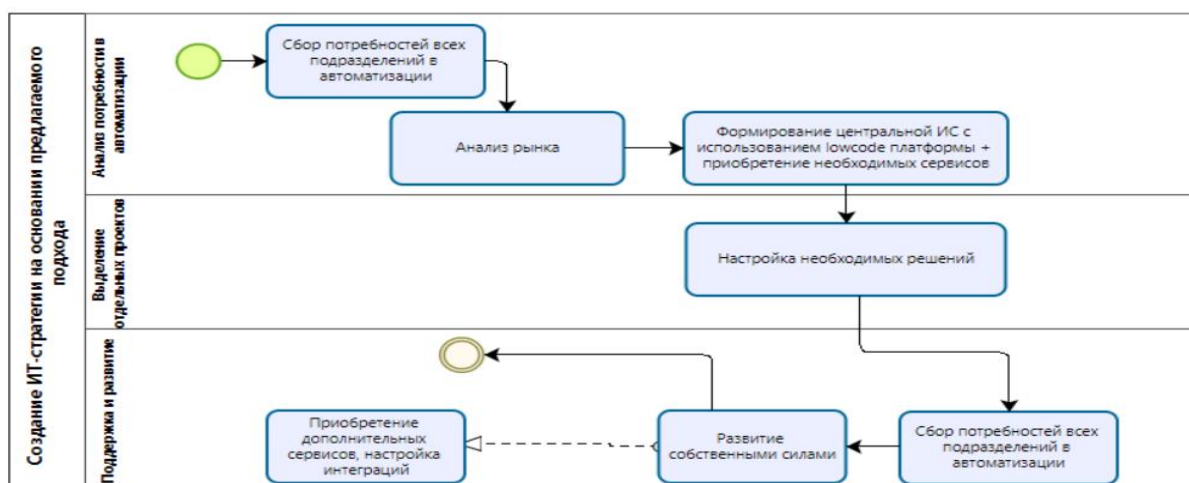 Создание ИТ-стратегии на основании предлагаемого
подхода
Анализ потребности в
автоматизации
Сбор потребностей всех
подразделений в
автоматизации
Анализ рынка
Формирование центральной ИС с
использованием lowcode платформы +
приобретение необходимых сервисов
Выделение
отдельных проектов
Настройка необходимых решений
Поддержка и развитие
Приобретение
дополнительных
сервисов, настройка
интеграций
Развитие
собственными силами
Сбор потребностей всех
подразделений в
автоматизации